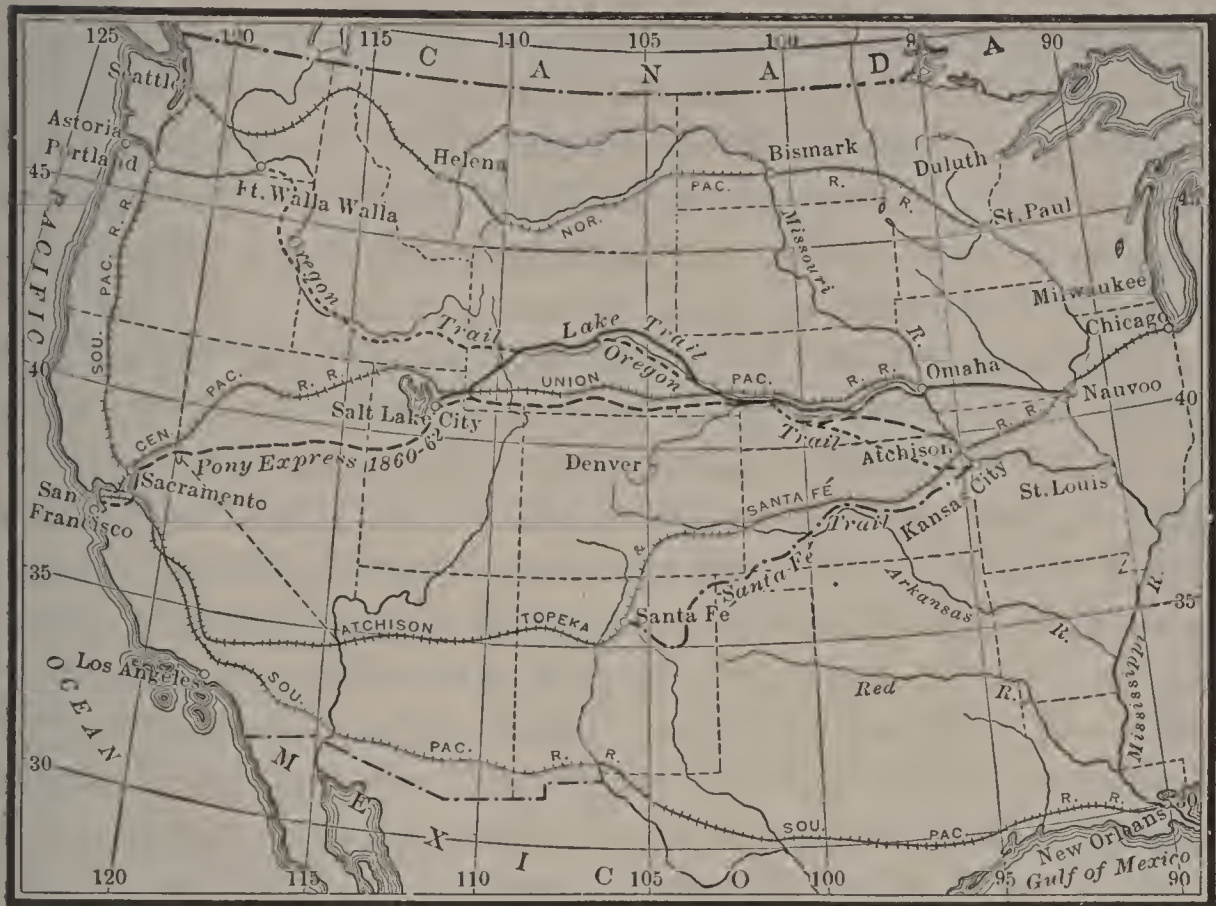 125
120
115
110
105
100
95
90
C A N A D A
Seattle
Astoria
Portland
45
Ft. Walla Walla
Helena
Bismark
Duluth
St. Paul
45
NOR. PAC. R. R.
Missouri R.
PACIFIC OCEAN
SOU. PAC. R. R.
Oregon Trail
Lake Trail
Oregon Trail
Milwaukee
Chicago
40
CEN. PAC. R. R.
UNION PAC. R. R.
Omaha
Nauvoo
40
Salt Lake City
Pony Express 1860-62
Denver
Atchison
R. R.
Sacramento
San Francisco
SANTA FÉ
Kansas City
St. Louis
Santa Fe Trail
35
ATCHISON TOPEKA &
Santa Fe
Arkansas R.
35
Mississippi R.
Los Angeles
SOU. PAC. R. R.
Red R.
30
M E X I C O
SOU. PAC. R. R.
30
New Orleans
Gulf of Mexico
120
115
110
105
100
95
90